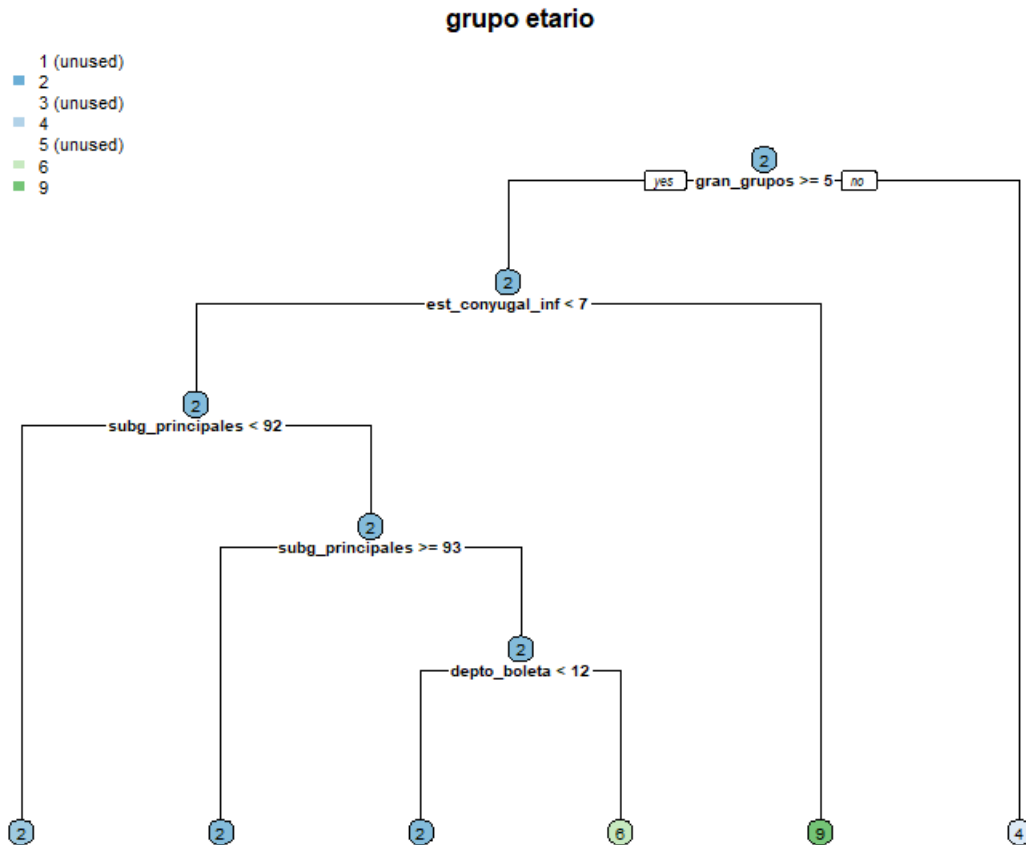 grupo etario
1 (unused)
2
3 (unused)
4
5 (unused)
6
9
2
yes gran_grupos >= 5 no
2
est_conyugal_inf < 7
2
subg_principales < 92
2
subg_principales >= 93
2
depto_boleta < 12
2 2 2 6 9 4